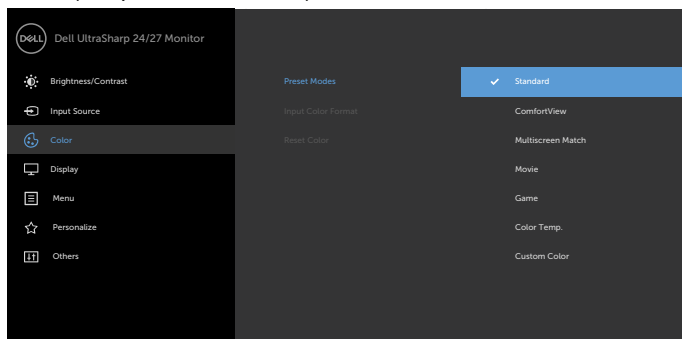 DELL Dell UltraSharp 24/27 Monitor
Brightness/Contrast
Input Source
Color
Display
Menu
Personalize
Others
Preset Modes
Input Color Format
Reset Color
Standard
ComfortView
Multiscreen Match
Movie
Game
Color Temp.
Custom Color